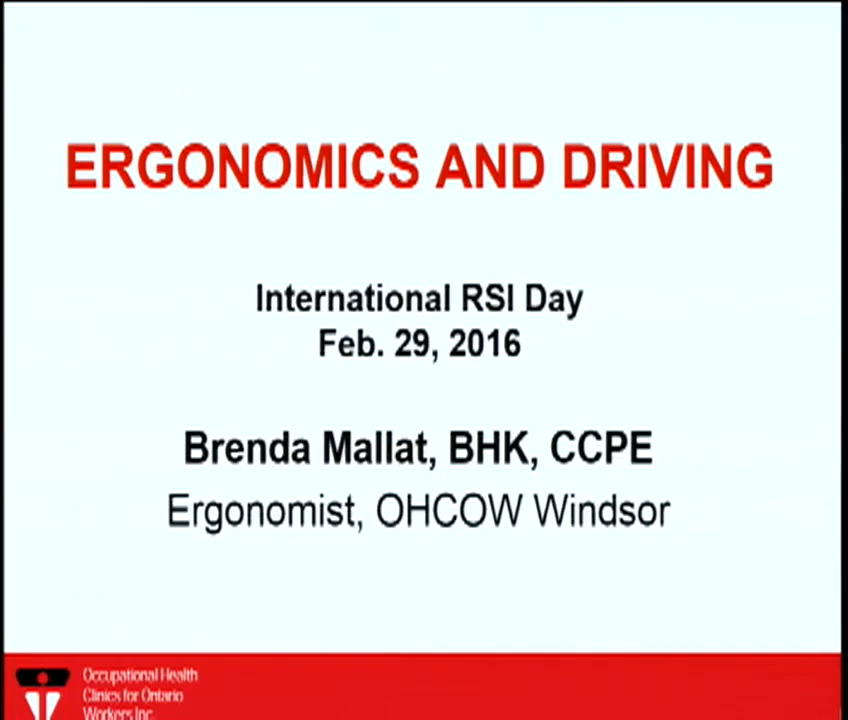 ERGONOMICS AND DRIVING
International RSI Day
Feb. 29, 2016
Brenda Mallat, BHK, CCPE
Ergonomist, OHCOW Windsor
Occupational Health
Clinics for Ontario
Workers Inc.